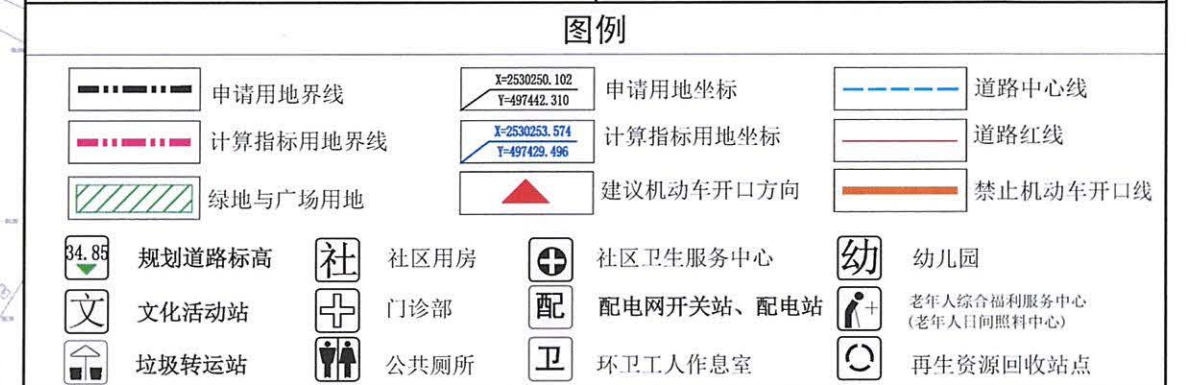 图例
申请用地界线
X=2530250.102
Y=497442.310
申请用地坐标
道路中心线
计算指标用地界线
X=2530253.574
Y=497429.496
计算指标用地坐标
道路红线
绿地与广场用地
建议机动车开口方向
禁止机动车开口线
34.85
规划道路标高
社
社区用房
社区卫生服务中心
幼
幼儿园
文
文化活动站
门诊部
配
配电网开关站、配电站
老年人综合福利服务中心
(老年人日间照料中心)
垃圾转运站
公共厕所
卫
环卫工人作息室
再生资源回收站点